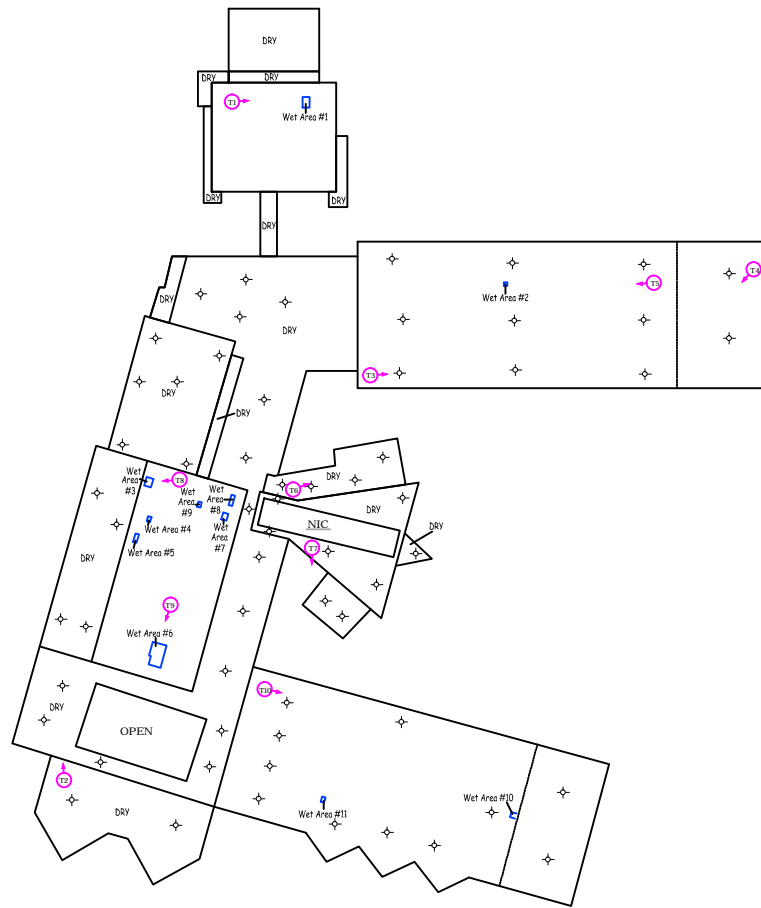 DRY
DRY
DRY
T1
Wet Area #1
DRY
DRY
DRY
T4
T5
DRY
Wet Area #2
DRY
T3
DRY
DRY
DRY
Wet
Area
#3
T8
T6
Wet
Area
#9
Wet
Area
#8
DRY
DRY
NIC
DRY
Wet Area #4
Wet
Area
#7
Wet Area #5
T7
DRY
T9
Wet Area #6
T10
DRY
OPEN
T2
Wet Area #10
DRY
Wet Area #11